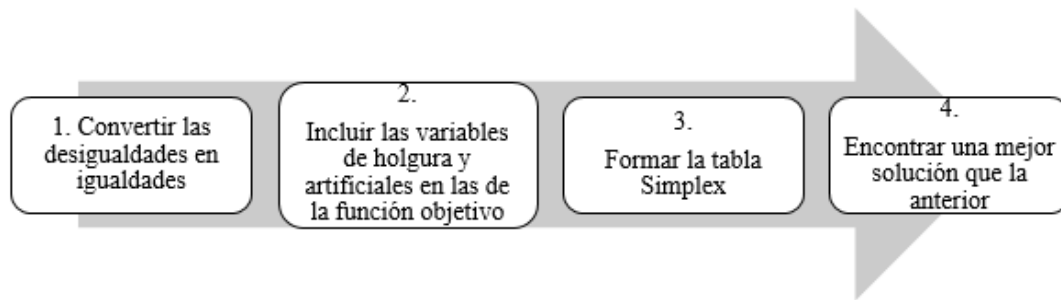 1. Convertir las
desigualdades en
igualdades
2.
Incluir las variables
de holgura y
artificiales en las de
la función objetivo
3.
Formar la tabla
Simplex
4.
Encontrar una mejor
solución que la
anterior